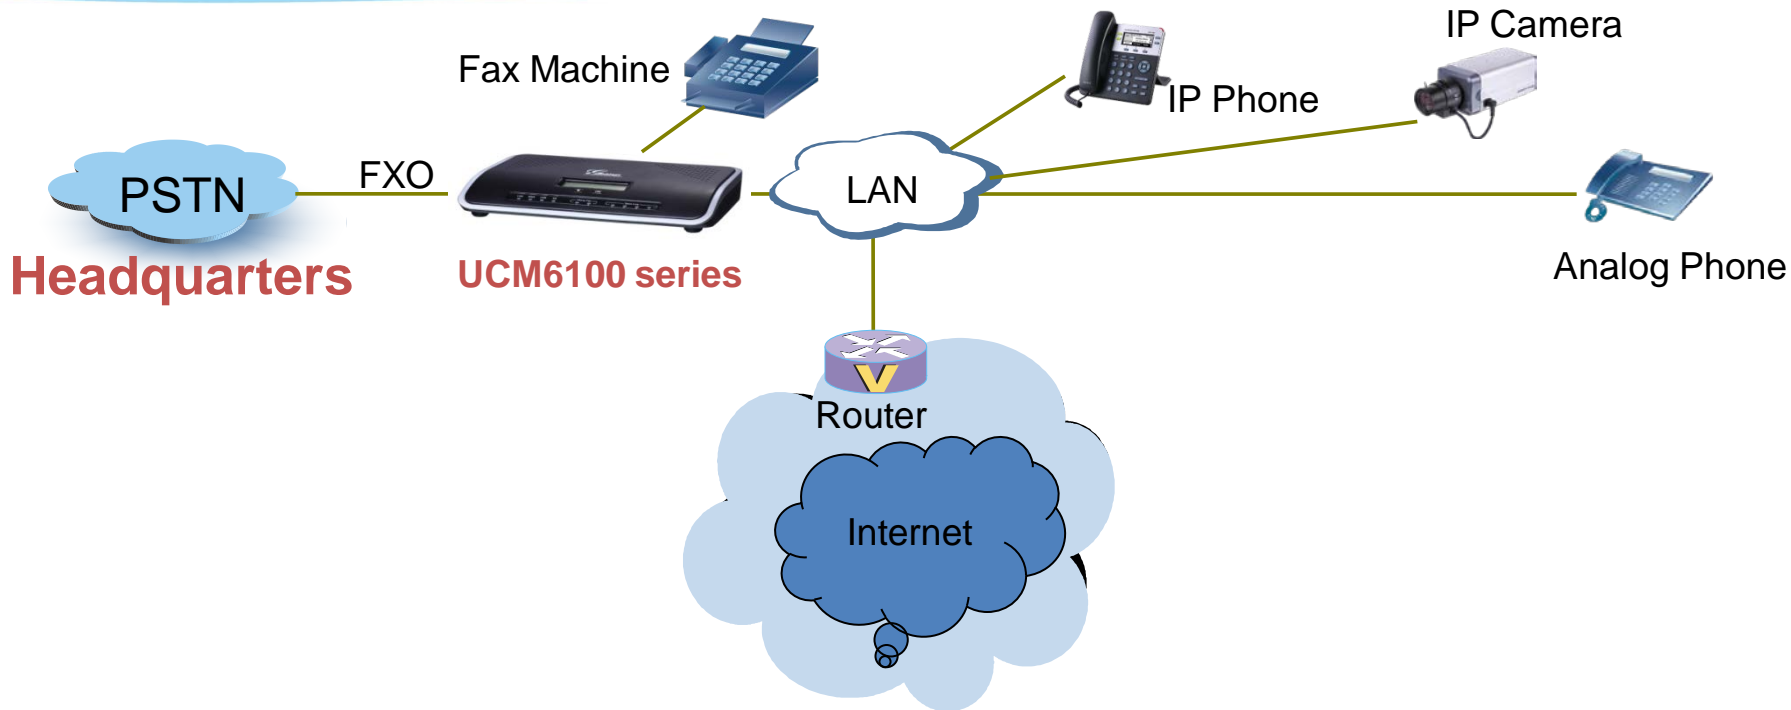 IP Camera
Fax Machine
IP Phone
PSTN
FXO
LAN
Headquarters
UCM6100 series
Analog Phone
Router
Internet